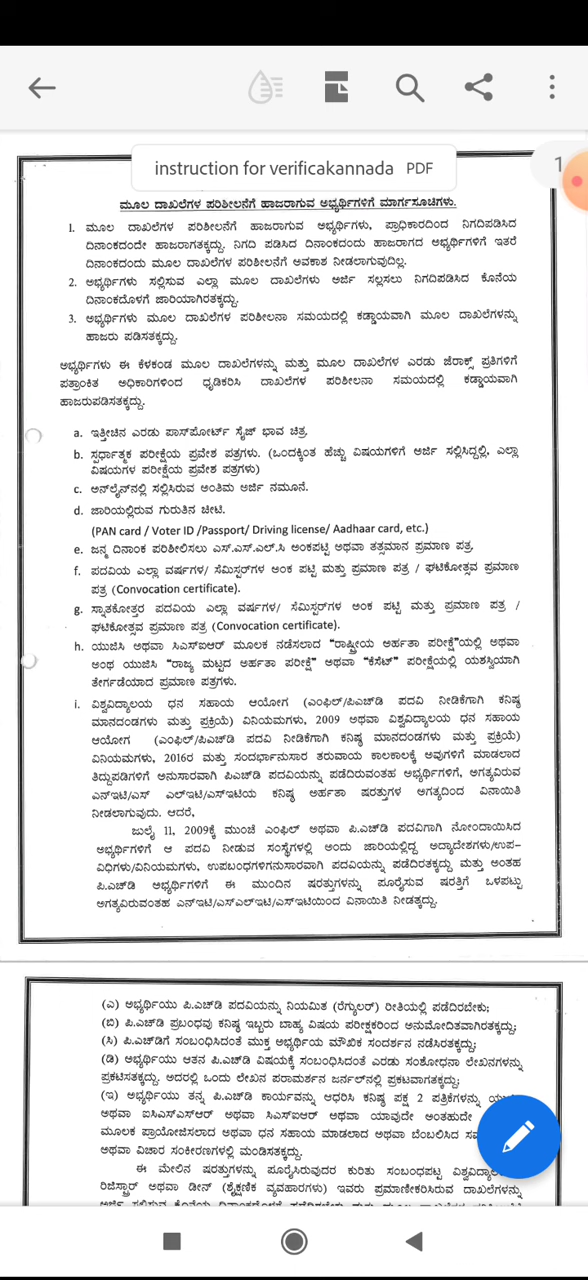 instruction for verificakannada PDF
1
ಮೂಲ ದಾಖಲೆಗಳ ಪರಿಶೀಲನೆಗೆ ಹಾಜರಾಗುವ ಅಭ್ಯರ್ಥಿಗಳಿಗೆ ಮಾರ್ಗಸೂಚಿಗಳು.
1. ಮೂಲ ದಾಖಲೆಗಳ ಪರಿಶೀಲನೆಗೆ ಹಾಜರಾಗುವ ಅಭ್ಯರ್ಥಿಗಳು, ಪ್ರಾಧಿಕಾರದಿಂದ ನಿಗದಿಪಡಿಸಿದ
ದಿನಾಂಕದಂದೇ ಹಾಜರಾಗತಕ್ಕದ್ದು. ನಿಗದಿ ಪಡಿಸಿದ ದಿನಾಂಕದಂದು ಹಾಜರಾಗದ ಅಭ್ಯರ್ಥಿಗಳಿಗೆ ಇತರೆ
ದಿನಾಂಕದಂದು ಮೂಲ ದಾಖಲೆಗಳ ಪರಿಶೀಲನೆಗೆ ಅವಕಾಶ ನೀಡಲಾಗುವುದಿಲ್ಲ.
2. ಅಭ್ಯರ್ಥಿಗಳು ಸಲ್ಲಿಸುವ ಎಲ್ಲಾ ಮೂಲ ದಾಖಲೆಗಳು ಅರ್ಜಿ ಸಲ್ಲಸಲು ನಿಗದಿಪಡಿಸಿದ ಕೊನೆಯ
ದಿನಾಂಕದೊಳಗೆ ಜಾರಿಯಾಗಿರತಕ್ಕದ್ದು.
3. ಅಭ್ಯರ್ಥಿಗಳು ಮೂಲ ದಾಖಲೆಗಳ ಪರಿಶೀಲನಾ ಸಮಯದಲ್ಲಿ ಕಡ್ಡಾಯವಾಗಿ ಮೂಲ ದಾಖಲೆಗಳನ್ನು
ಹಾಜರು ಪಡಿಸತಕ್ಕದ್ದು.
ಅಭ್ಯರ್ಥಿಗಳು ಈ ಕೆಳಕಂಡ ಮೂಲ ದಾಖಲೆಗಳನ್ನು ಮತ್ತು ಮೂಲ ದಾಖಲೆಗಳ ಎರಡು ಜೆರಾಕ್ಸ್ ಪ್ರತಿಗಳಿಗೆ
ಪತ್ರಾಂಕಿತ ಅಧಿಕಾರಿಗಳಿಂದ ಧೃಡಿಕರಿಸಿ ದಾಖಲೆಗಳ ಪರಿಶೀಲನಾ ಸಮಯದಲ್ಲಿ ಕಡ್ಡಾಯವಾಗಿ
ಹಾಜರುಪಡಿಸತಕ್ಕದ್ದು.
a. ಇತ್ತೀಚಿನ ಎರಡು ಪಾಸ್‌ಪೋರ್ಟ್ ಸೈಜ್ ಭಾವ ಚಿತ್ರ
b. ಸ್ಪರ್ಧಾತ್ಮಕ ಪರೀಕ್ಷೆಯ ಪ್ರವೇಶ ಪತ್ರಗಳು. (ಒಂದಕ್ಕಿಂತ ಹೆಚ್ಚು ವಿಷಯಗಳಿಗೆ ಅರ್ಜಿ ಸಲ್ಲಿಸಿದ್ದಲ್ಲಿ, ಎಲ್ಲಾ
ವಿಷಯಗಳ ಪರೀಕ್ಷೆಯ ಪ್ರವೇಶ ಪತ್ರಗಳು)
c. ಅನ್‌ಲೈನ್‌ನಲ್ಲಿ ಸಲ್ಲಿಸಿರುವ ಅಂತಿಮ ಅರ್ಜಿ ನಮೂನೆ.
d. ಜಾರಿಯಲ್ಲಿರುವ ಗುರುತಿನ ಚೀಟಿ.
(PAN card / Voter ID /Passport/ Driving license/ Aadhaar card, etc.)
e. ಜನ್ಮ ದಿನಾಂಕ ಪರಿಶೀಲಿಸಲು ಎಸ್.ಎಸ್.ಎಲ್.ಸಿ ಅಂಕಪಟ್ಟಿ ಅಥವಾ ತತ್ಸಮಾನ ಪ್ರಮಾಣ ಪತ್ರ
f. ಪದವಿಯ ಎಲ್ಲಾ ವರ್ಷಗಳ/ ಸೆಮಿಸ್ಟರ್‌ಗಳ ಅಂಕ ಪಟ್ಟಿ ಮತ್ತು ಪ್ರಮಾಣ ಪತ್ರ / ಘಟಿಕೋತ್ಸವ ಪ್ರಮಾಣ
ಪತ್ರ (Convocation certificate).
g. ಸ್ನಾತಕೋತ್ತರ ಪದವಿಯ ಎಲ್ಲಾ ವರ್ಷಗಳ/ ಸೆಮಿಸ್ಟರ್‌ಗಳ ಅಂಕ ಪಟ್ಟಿ ಮತ್ತು ಪ್ರಮಾಣ ಪತ್ರ /
ಘಟಿಕೋತ್ಸವ ಪ್ರಮಾಣ ಪತ್ರ (Convocation certificate).
h. ಯುಜಿಸಿ ಅಥವಾ ಸಿಎಸ್‌ಐಆರ್ ಮೂಲಕ ನಡೆಸಲಾದ "ರಾಷ್ಟ್ರೀಯ ಅರ್ಹತಾ ಪರೀಕ್ಷೆ"ಯಲ್ಲಿ ಅಥವಾ
ಅಂಥ ಯುಜಿಸಿ "ರಾಜ್ಯ ಮಟ್ಟದ ಅರ್ಹತಾ ಪರೀಕ್ಷೆ" ಅಥವಾ "ಕೆಸೆಟ್" ಪರೀಕ್ಷೆಯಲ್ಲಿ ಯಶಸ್ವಿಯಾಗಿ
ತೇರ್ಗಡೆಯಾದ ಪ್ರಮಾಣ ಪತ್ರಗಳು.
i. ವಿಶ್ವವಿದ್ಯಾಲಯ ಧನ ಸಹಾಯ ಆಯೋಗ (ಎಂಫಿಲ್/ಪಿಎಚ್‌ಡಿ ಪದವಿ ನೀಡಿಕೆಗಾಗಿ ಕನಿಷ್ಠ
ಮಾನದಂಡಗಳು ಮತ್ತು ಪ್ರಕ್ರಿಯೆ) ವಿನಿಯಮಗಳು, 2009 ಅಥವಾ ವಿಶ್ವವಿದ್ಯಾಲಯ ಧನ ಸಹಾಯ
ಆಯೋಗ (ಎಂಫಿಲ್/ಪಿಎಚ್‌ಡಿ ಪದವಿ ನೀಡಿಕೆಗಾಗಿ ಕನಿಷ್ಠ ಮಾನದಂಡಗಳು ಮತ್ತು ಪ್ರಕ್ರಿಯೆ)
ವಿನಿಯಮಗಳು, 2016ರ ಮತ್ತು ಸಂದರ್ಭಾನುಸಾರ ತರುವಾಯ ಕಾಲಕಾಲಕ್ಕೆ ಅವುಗಳಿಗೆ ಮಾಡಲಾದ
ತಿದ್ದುಪಡಿಗಳಿಗೆ ಅನುಸಾರವಾಗಿ ಪಿಎಚ್‌ಡಿ ಪದವಿಯನ್ನು ಪಡೆದಿರುವಂತಹ ಅಭ್ಯರ್ಥಿಗಳಿಗೆ, ಅಗತ್ಯವಿರುವ
ಎನ್‌ಇಟಿ/ಎಸ್ ಎಲ್‌ಇಟಿ/ಎಸ್‌ಇಟಿಯ ಕನಿಷ್ಠ ಅರ್ಹತಾ ಷರತ್ತುಗಳ ಅಗತ್ಯದಿಂದ ವಿನಾಯಿತಿ
ನೀಡಲಾಗುವುದು. ಆದರೆ,
ಜುಲೈ 11, 2009ಕ್ಕೆ ಮುಂಚೆ ಎಂಫಿಲ್ ಅಥವಾ ಪಿ.ಎಚ್‌ಡಿ ಪದವಿಗಾಗಿ ನೋಂದಾಯಿಸಿದ
ಅಭ್ಯರ್ಥಿಗಳಿಗೆ ಆ ಪದವಿ ನೀಡುವ ಸಂಸ್ಥೆಗಳಲ್ಲಿ ಅಂದು ಜಾರಿಯಲ್ಲಿದ್ದ ಅದ್ಯಾದೇಶಗಳು/ಉಪ-
ವಿಧಿಗಳು/ವಿನಿಯಮಗಳು, ಉಪಬಂಧಗಳಿಗನುಸಾರವಾಗಿ ಪದವಿಯನ್ನು ಪಡೆದಿರತಕ್ಕದ್ದು ಮತ್ತು ಅಂತಹ
ಪಿ.ಎಚ್‌ಡಿ ಅಭ್ಯರ್ಥಿಗಳಿಗೆ ಈ ಮುಂದಿನ ಷರತ್ತುಗಳನ್ನು ಪೂರೈಸುವ ಷರತ್ತಿಗೆ ಒಳಪಟ್ಟು
ಅಗತ್ಯವಿರುವಂತಹ ಎನ್‌ಇಟಿ/ಎಸ್‌ಎಲ್‌ಇಟಿ/ಎಸ್‌ಇಟಿಯಿಂದ ವಿನಾಯಿತಿ ನೀಡತಕ್ಕದ್ದು.
(ಎ) ಅಭ್ಯರ್ಥಿಯು ಪಿ.ಎಚ್‌ಡಿ ಪದವಿಯನ್ನು ನಿಯಮಿತ (ರೆಗ್ಯುಲರ್) ರೀತಿಯಲ್ಲಿ ಪಡೆದಿರಬೇಕು;
(ಬಿ) ಪಿ.ಎಚ್‌ಡಿ ಪ್ರಬಂಧವು ಕನಿಷ್ಠ ಇಬ್ಬರು ಬಾಹ್ಯ ವಿಷಯ ಪರೀಕ್ಷಕರಿಂದ ಅನುಮೋದಿತವಾಗಿರತಕ್ಕದ್ದು;
(ಸಿ) ಪಿಎಚ್‌ಡಿಗೆ ಸಂಬಂಧಿಸಿದಂತೆ ಮುಕ್ತ ಅಭ್ಯರ್ಥಿಯ ಮೌಖಿಕ ಸಂದರ್ಶನ ನಡೆಸಿರತಕ್ಕದ್ದು;
(ಡಿ) ಅಭ್ಯರ್ಥಿಯು ಆತನ ಪಿ.ಎಚ್‌ಡಿ ವಿಷಯಕ್ಕೆ ಸಂಬಂಧಿಸಿದಂತೆ ಎರಡು ಸಂಶೋಧನಾ ಲೇಖನಗಳನ್ನು
ಪ್ರಕಟಿಸತಕ್ಕದ್ದು. ಅದರಲ್ಲಿ ಒಂದು ಲೇಖನ ಪರಾಮರ್ಶನ ಜರ್ನಲ್‌ನಲ್ಲಿ ಪ್ರಕಟವಾಗತಕ್ಕದ್ದು;
(ಇ) ಅಭ್ಯರ್ಥಿಯು ತನ್ನ ಪಿ.ಎಚ್‌ಡಿ ಕಾರ್ಯವನ್ನು ಆಧರಿಸಿ ಕನಿಷ್ಠ ಪಕ್ಷ 2 ಪತ್ರಿಕೆಗಳನ್ನು
ಅಥವಾ ಐಸಿಎಸ್‌ಎಸ್‌ಆರ್ ಅಥವಾ ಸಿಎಸ್‌ಐಆರ್ ಅಥವಾ ಯಾವುದೇ ಅಂತಹುದೇ
ಮೂಲಕ ಪ್ರಾಯೋಜಿಸಲಾದ ಅಥವಾ ಧನ ಸಹಾಯ ಮಾಡಲಾದ ಅಥವಾ ಬೆಂಬಲಿಸಿದ
ಅಥವಾ ವಿಚಾರ ಸಂಕೀರಣಗಳಲ್ಲಿ ಮಂಡಿಸತಕ್ಕದ್ದು.
ಈ ಮೇಲಿನ ಷರತ್ತುಗಳನ್ನು ಪೂರೈಸಿರುವುದರ ಕುರಿತು ಸಂಬಂಧಪಟ್ಟ
ರಿಜಿಸ್ಟ್ರಾರ್ ಅಥವಾ ಡೀನ್ (ಶೈಕ್ಷಣಿಕ ವ್ಯವಹಾರಗಳು) ಇವರು ಪ್ರಮಾಣೀಕರಿಸಿರುವ ದಾಖಲೆಗಳನ್ನು